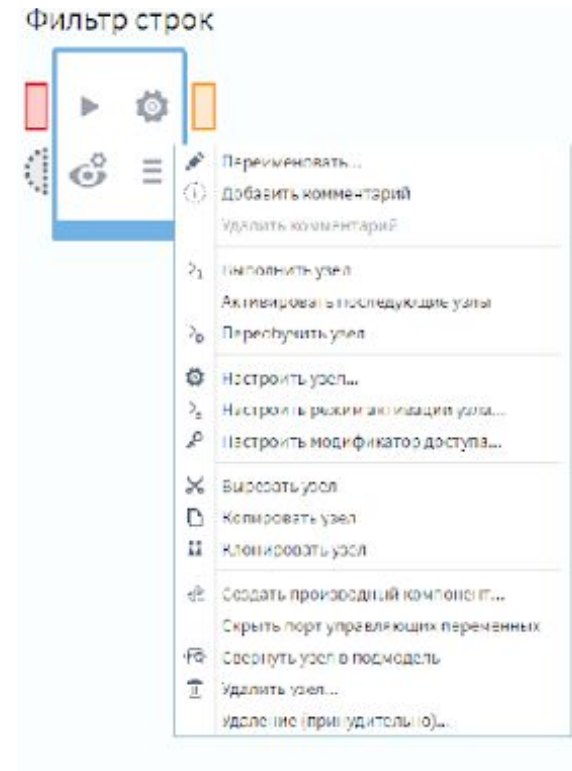 Фильтр строк
Переименовать...
Добавить комментарий
Удалить комментарий
Выполнить узел
Активировать последующие узлы
Переобучить узел
Настроить узел...
Настроить режим активации узла...
Настроить модификатор доступа...
Вырезать узел
Копировать узел
Клонировать узел
Создать производный компонент...
Скрыть порт управляющих переменных
Свернуть узел в подмодель
Удалить узел...
Удаление (принудительно)...